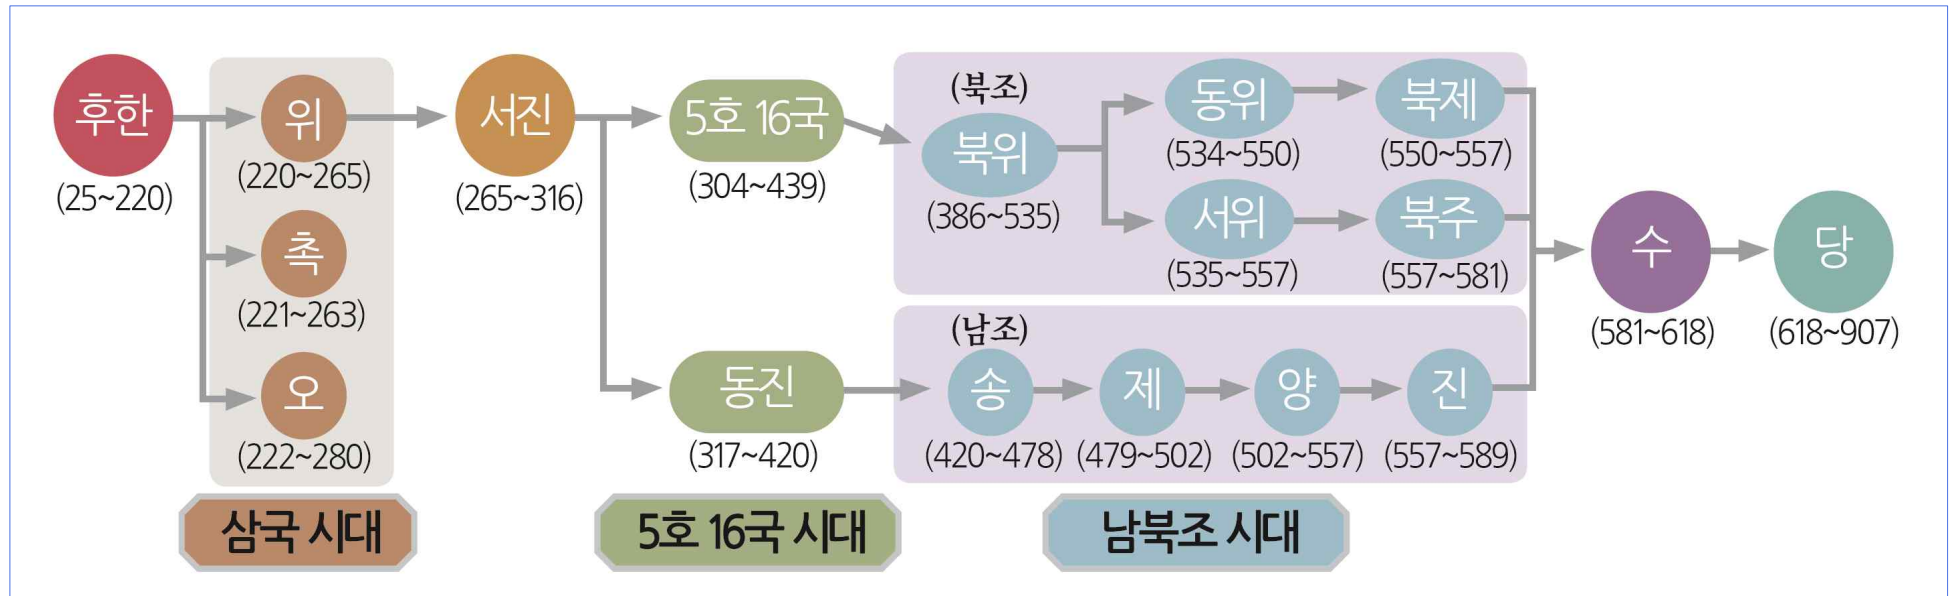 후한
(25~220)
위
(220~265)
촉
(221~263)
오
(222~280)
삼국 시대
서진
(265~316)
5호 16국
(304~439)
동진
(317~420)
5호 16국 시대
(북조)
북위
(386~535)
동위
(534~550)
북제
(550~557)
서위
(535~557)
북주
(557~581)
(남조)
송
(420~478)
제
(479~502)
양
(502~557)
진
(557~589)
남북조 시대
수
(581~618)
당
(618~907)